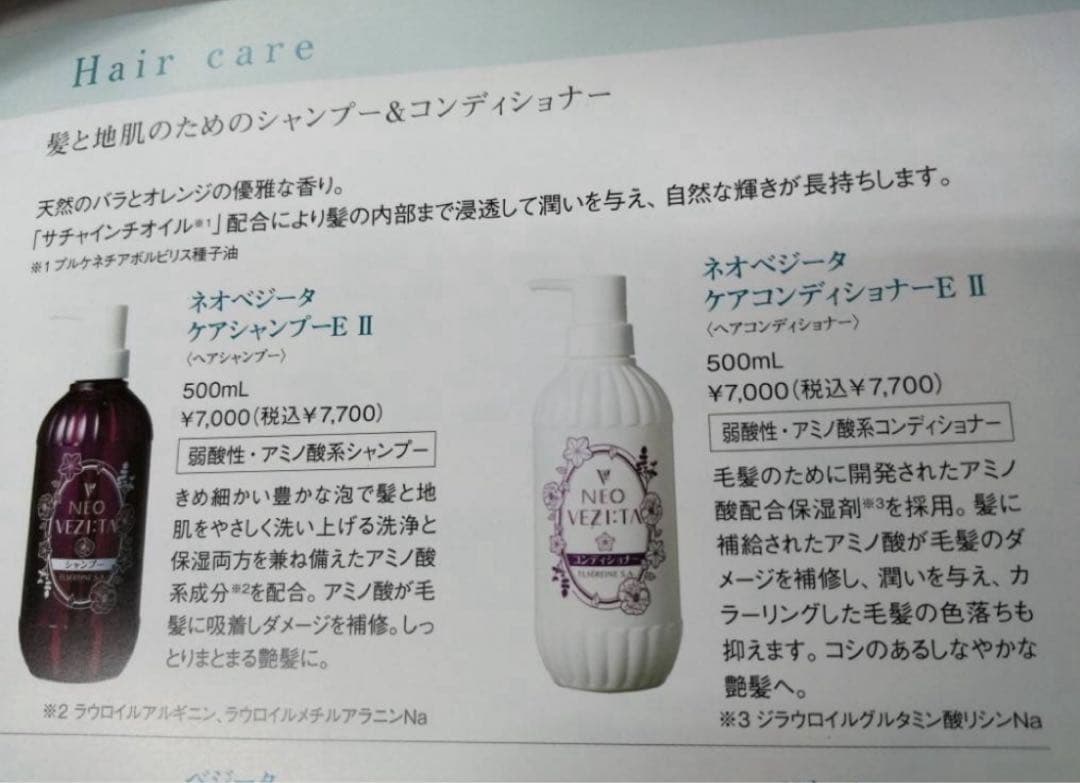 Hair care
髪と地肌のためのシャンプー&コンディショナー
天然のバラとオレンジの優雅な香り。
「サチャインチオイル※1」配合により髪の内部まで浸透して潤いを与え、自然な輝きが長持ちします。
※1 プルケネチアボルビリス種子油
ネオベジータ
ケアシャンプーE II
〈ヘアシャンプー〉
500mL
¥7,000(税込¥7,700)
弱酸性・アミノ酸系シャンプー
きめ細かい豊かな泡で髪と地
肌をやさしく洗い上げる洗浄と
保湿両方を兼ね備えたアミノ酸
系成分※2を配合。アミノ酸が毛
髪に吸着しダメージを補修。しっ
とりまとまる艶髪に。
※2 ラウロイルアルギニン、ラウロイルメチルアラニンNa
NEO
VEZI:TA
シャンプー
ネオベジータ
ケアコンディショナーE II
〈ヘアコンディショナー〉
500mL
¥7,000(税込¥7,700)
弱酸性・アミノ酸系コンディショナー
毛髪のために開発されたアミノ
酸配合保湿剤※3を採用。髪に
補給されたアミノ酸が毛髪のダ
メージを補修し、潤いを与え、カ
ラーリングした毛髪の色落ちも
抑えます。コシのあるしなやかな
艶髪へ。
※3 ジラウロイルグルタミン酸リシンNa
NEO
VEZI:TA
コンディショナー
ベジータ